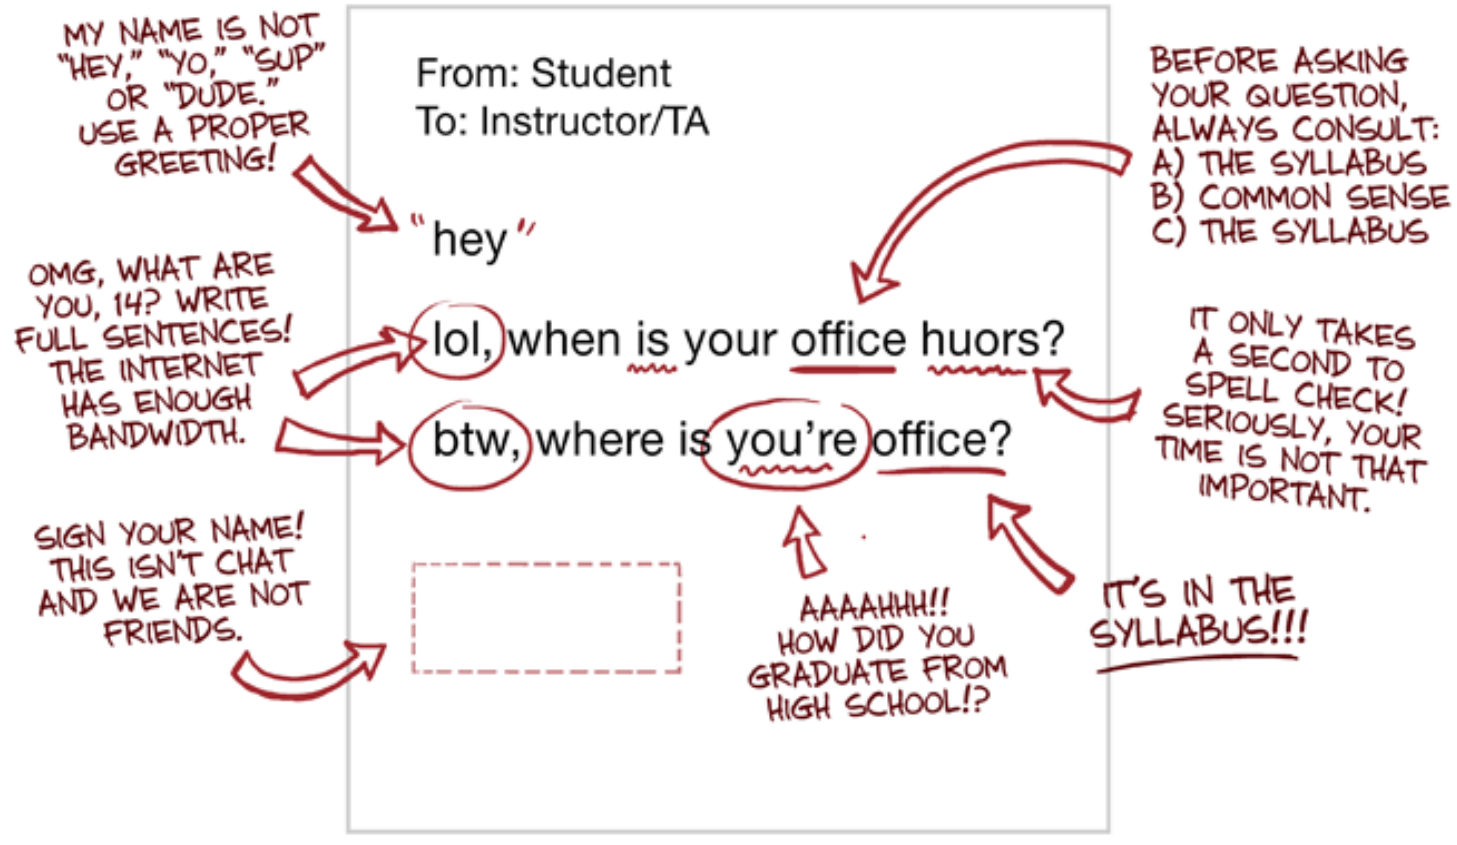 MY NAME IS NOT
"HEY," "YO," "SUP"
OR "DUDE."
USE A PROPER
GREETING!
From: Student
To: Instructor/TA
BEFORE ASKING
YOUR QUESTION,
ALWAYS CONSULT:
A) THE SYLLABUS
B) COMMON SENSE
C) THE SYLLABUS
"hey"
OMG, WHAT ARE
YOU, 14? WRITE
FULL SENTENCES!
THE INTERNET
HAS ENOUGH
BANDWIDTH.
lol, when is your office huors?
btw, where is you're office?
IT ONLY TAKES
A SECOND TO
SPELL CHECK!
SERIOUSLY, YOUR
TIME IS NOT THAT
IMPORTANT.
SIGN YOUR NAME!
THIS ISN'T CHAT
AND WE ARE NOT
FRIENDS.
AAAAHHH!!
HOW DID YOU
GRADUATE FROM
HIGH SCHOOL!?
IT'S IN THE
SYLLABUS!!!